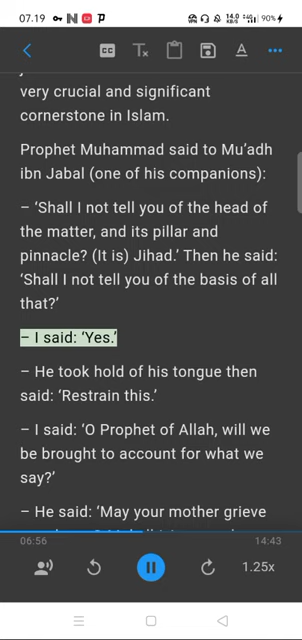 07.19
14.0
KB/S
90%
CC
very crucial and significant
cornerstone in Islam.
Prophet Muhammad said to Mu'adh
ibn Jabal (one of his companions):
– ‘Shall I not tell you of the head of
the matter, and its pillar and
pinnacle? (It is) Jihad.’ Then he said:
‘Shall I not tell you of the basis of all
that?’
– I said: ‘Yes.’
– He took hold of his tongue then
said: ‘Restrain this.’
– I said: ‘O Prophet of Allah, will we
be brought to account for what we
say?’
– He said: ‘May your mother grieve
06:56
14:43
1.25x